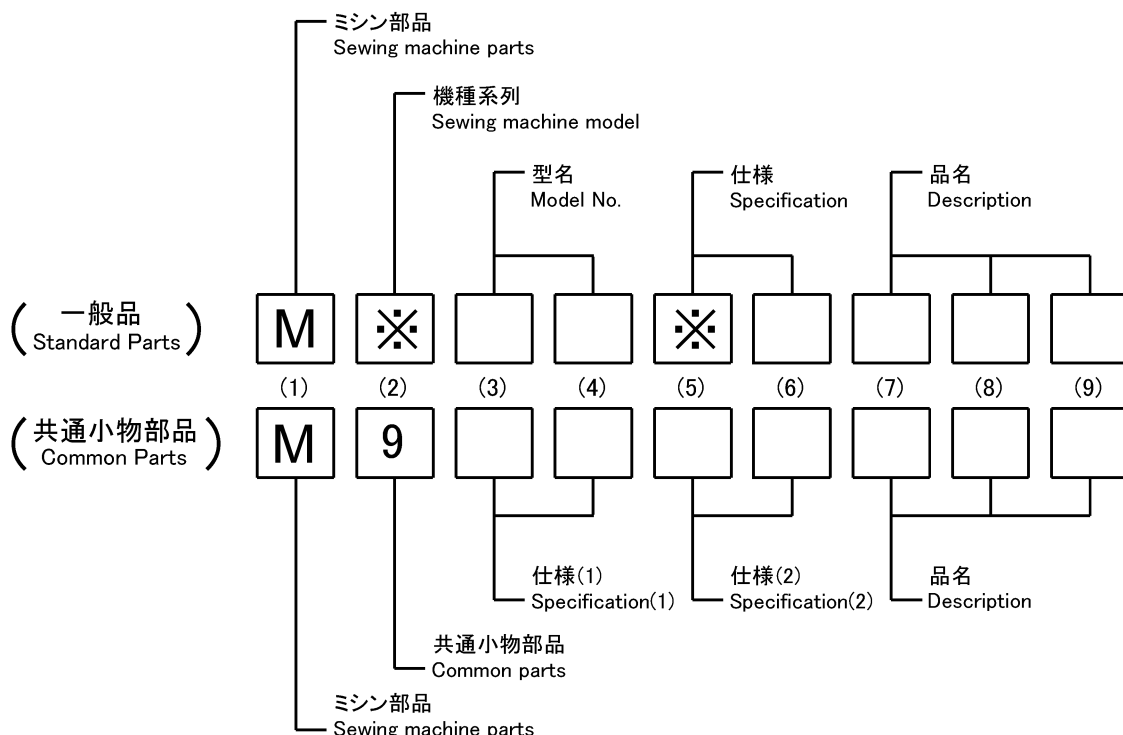 ミシン部品
Sewing machine parts
機種系列
Sewing machine model
型名
Model No.
仕様
Specification
品名
Description
(一般品
Standard Parts)
M ※ ※
(1) (2) (3) (4) (5) (6) (7) (8) (9)
(共通小物部品
Common Parts)
M 9
仕様(1)
Specification(1)
仕様(2)
Specification(2)
品名
Description
共通小物部品
Common parts
ミシン部品
Sewing machine parts